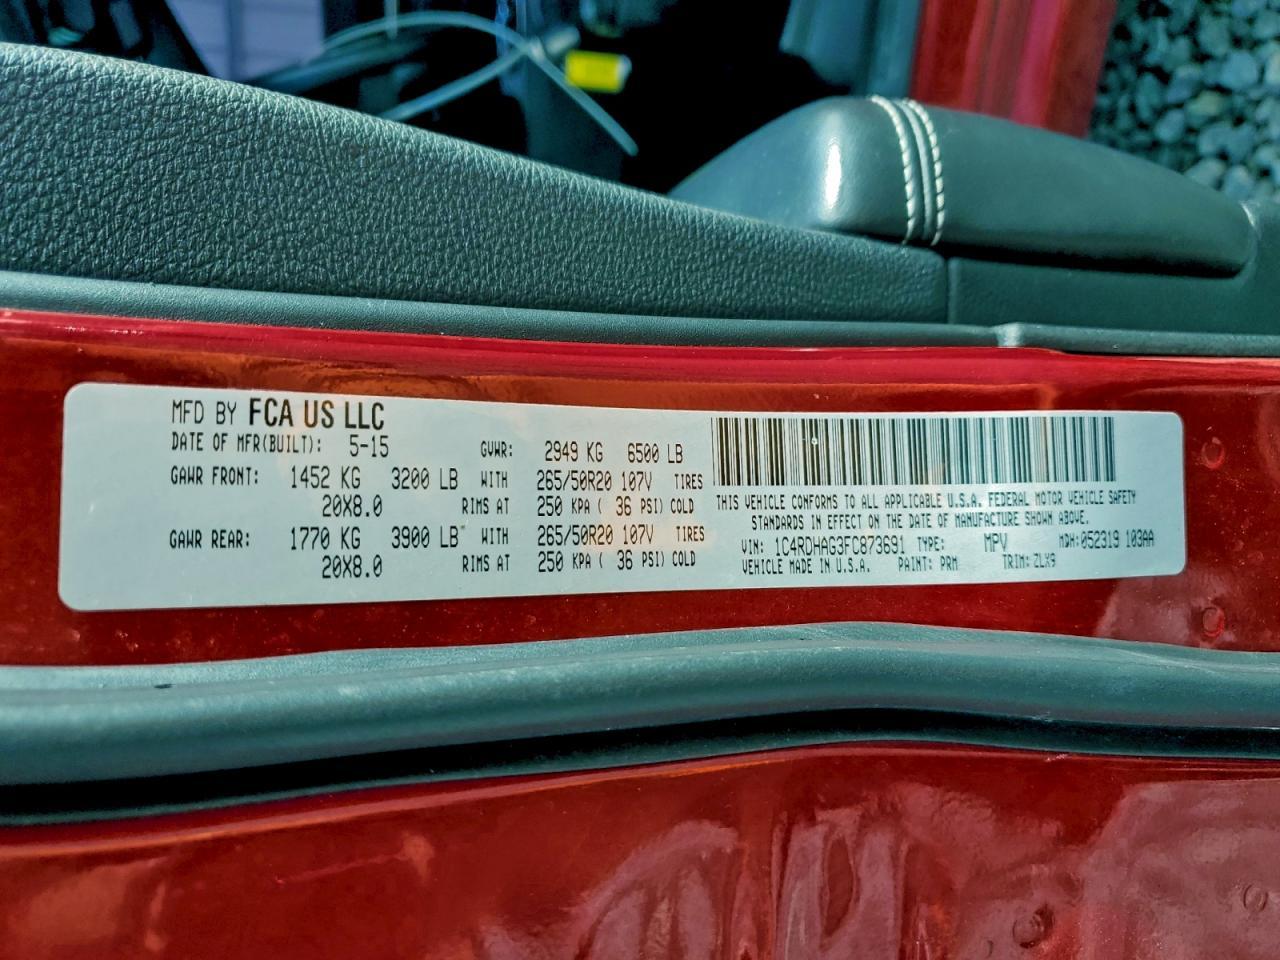 MFD BY FCA US LLC
DATE OF MFR(BUILT): 5-15 GVWR: 2949 KG 6500 LB
GAWR FRONT: 1452 KG 3200 LB WITH 265/50R20 107V TIRES
20X8.0 RIMS AT 250 KPA ( 36 PSI) COLD
GAWR REAR: 1770 KG 3900 LB WITH 265/50R20 107V TIRES
20X8.0 RIMS AT 250 KPA ( 36 PSI) COLD
THIS VEHICLE CONFORMS TO ALL APPLICABLE U.S.A. FEDERAL MOTOR VEHICLE SAFETY
STANDARDS IN EFFECT ON THE DATE OF MANUFACTURE SHOWN ABOVE.
VIN: 1C4RDHAG3FC873691 TYPE: MPV MDH: 052319 103AA
VEHICLE MADE IN U.S.A. PAINT: PRM TRIM: ZLX9